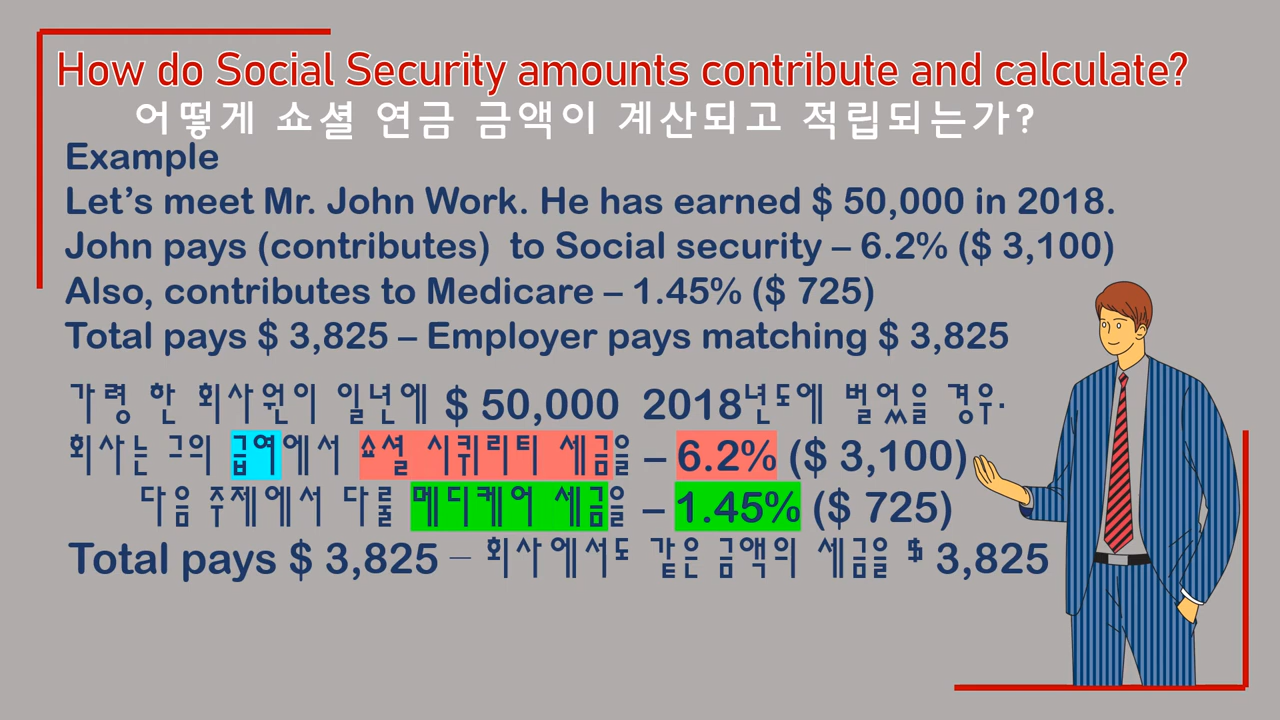 How do Social Security amounts contribute and calculate?
어떻게 쇼셜 연금 금액이 계산되고 적립되는가?
Example
Let's meet Mr. John Work. He has earned $ 50,000 in 2018.
John pays (contributes) to Social security – 6.2% ($ 3,100)
Also, contributes to Medicare – 1.45% ($ 725)
Total pays $ 3,825 – Employer pays matching $ 3,825
가령 한 회사원이 일년에 $ 50,000 2018년도에 벌었을 경우.
회사는 그의 급여에서 쇼셜 시큐리티 세금을 – 6.2% ($ 3,100)
다음 주제에서 다룰 메디케어 세금을 – 1.45% ($ 725)
Total pays $ 3,825 – 회사에서도 같은 금액의 세금을 $ 3,825